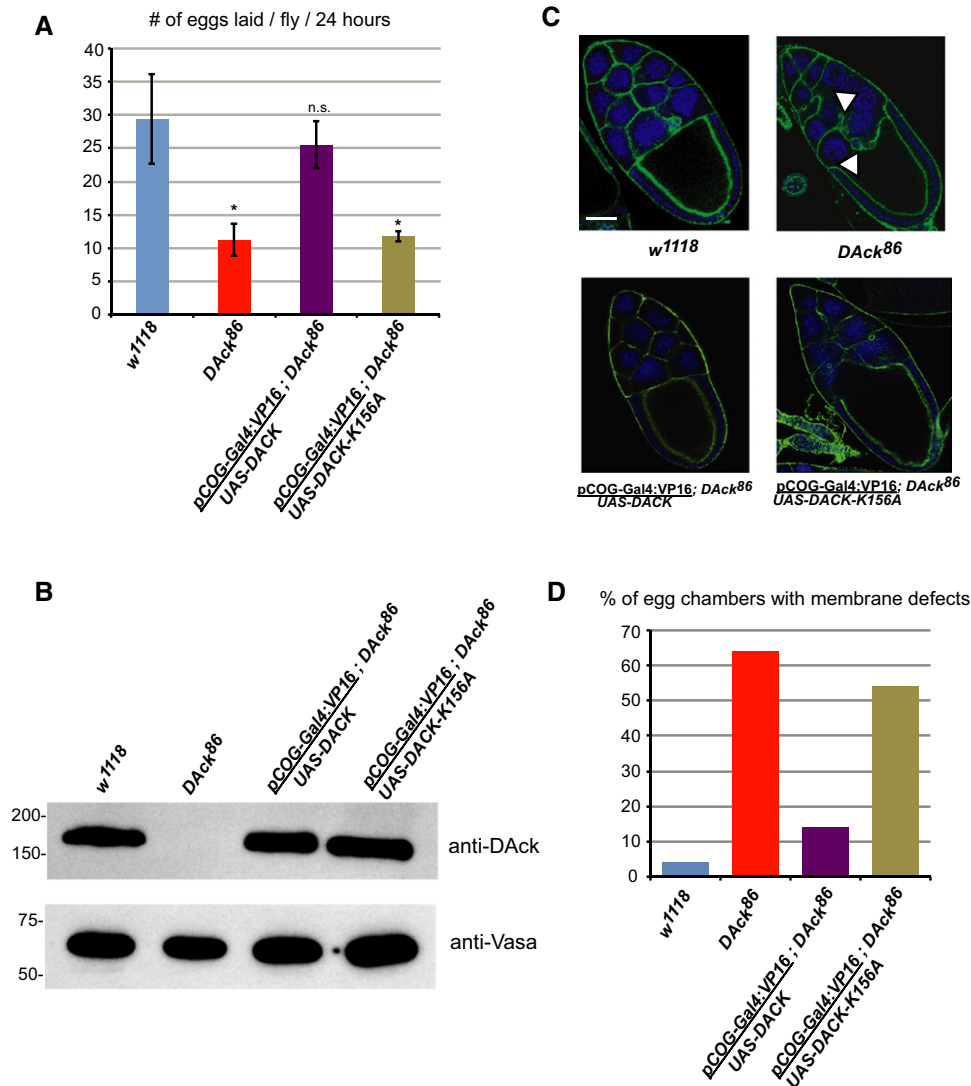 A
# of eggs laid / fly / 24 hours
40
35
30
25
20
15
10
5
0
*
n.s.
*
w1118
DAck86
pCOG-Gal4:VP16 ; DAck86
UAS-DACK
pCOG-Gal4:VP16 ; DAck86
UAS-DACK-K156A
B
w1118
DAck86
pCOG-Gal4:VP16 ; DAck86
UAS-DACK
pCOG-Gal4:VP16 ; DAck86
UAS-DACK-K156A
200-
150-
anti-DAck
75-
50-
anti-Vasa
C
w1118
DAck86
pCOG-Gal4:VP16; DAck86
UAS-DACK
pCOG-Gal4:VP16; DAck86
UAS-DACK-K156A
D
% of egg chambers with membrane defects
70
60
50
40
30
20
10
0
w1118
DAck86
pCOG-Gal4:VP16 ; DAck86
UAS-DACK
pCOG-Gal4:VP16 ; DAck86
UAS-DACK-K156A